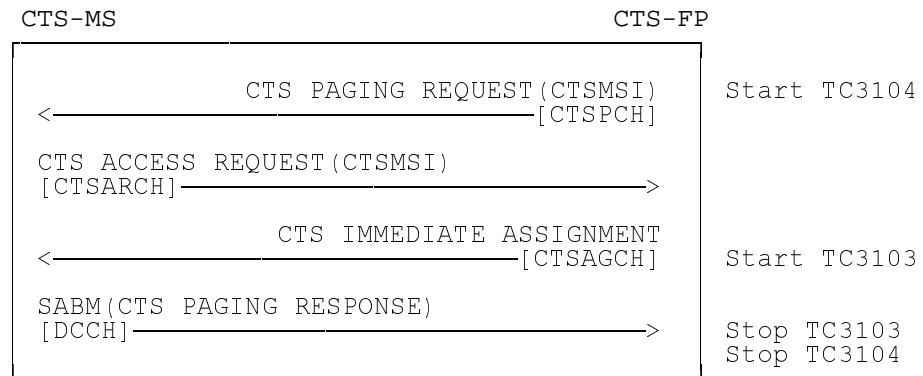 CTS-MS CTS-FP
CTS PAGING REQUEST(CTSMSI) Start TC3104
[CTSPCH]
CTS ACCESS REQUEST(CTSMSI)
[CTSARCH]
CTS IMMEDIATE ASSIGNMENT
[CTSAGCH] Start TC3103
SABM(CTS PAGING RESPONSE)
[DCCH] Stop TC3103
Stop TC3104